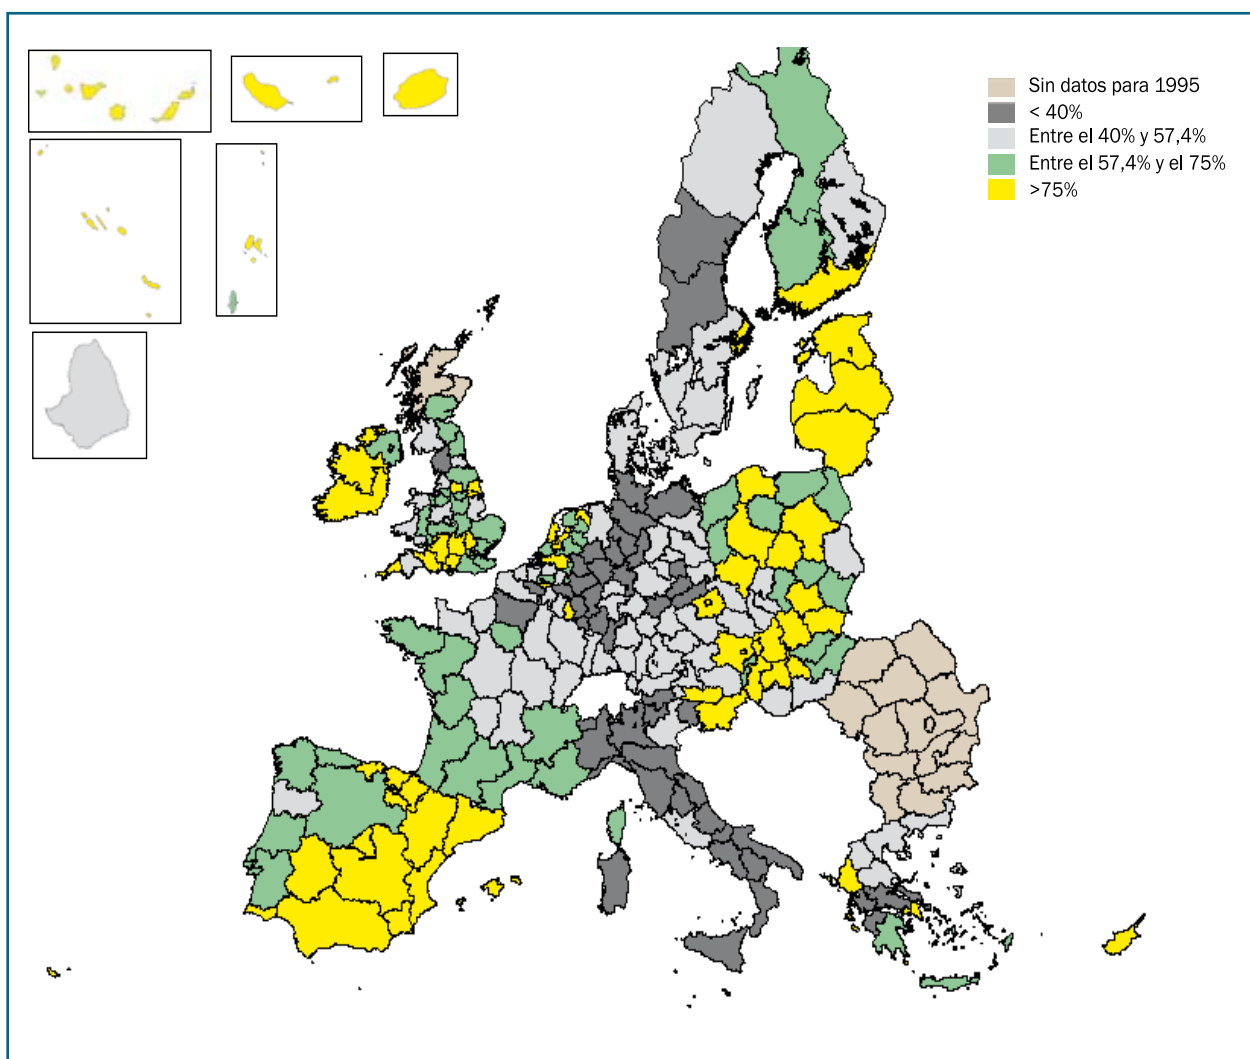 Sin datos para 1995
< 40%
Entre el 40% y 57,4%
Entre el 57,4% y el 75%
>75%